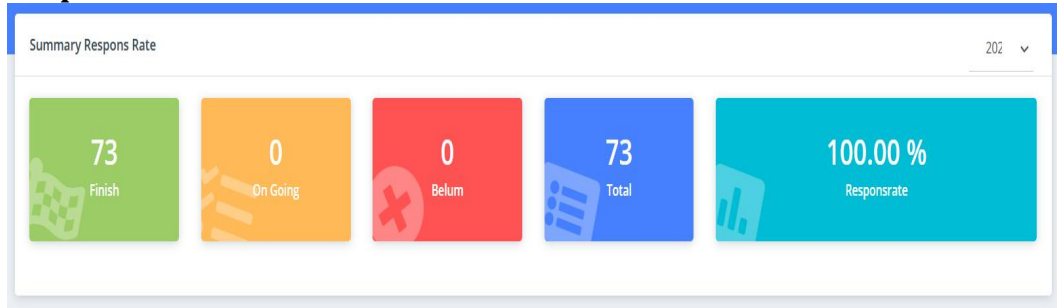 Summary Respons Rate
202
73
Finish
0
On Going
0
Belum
73
Total
100.00 %
Responsrate